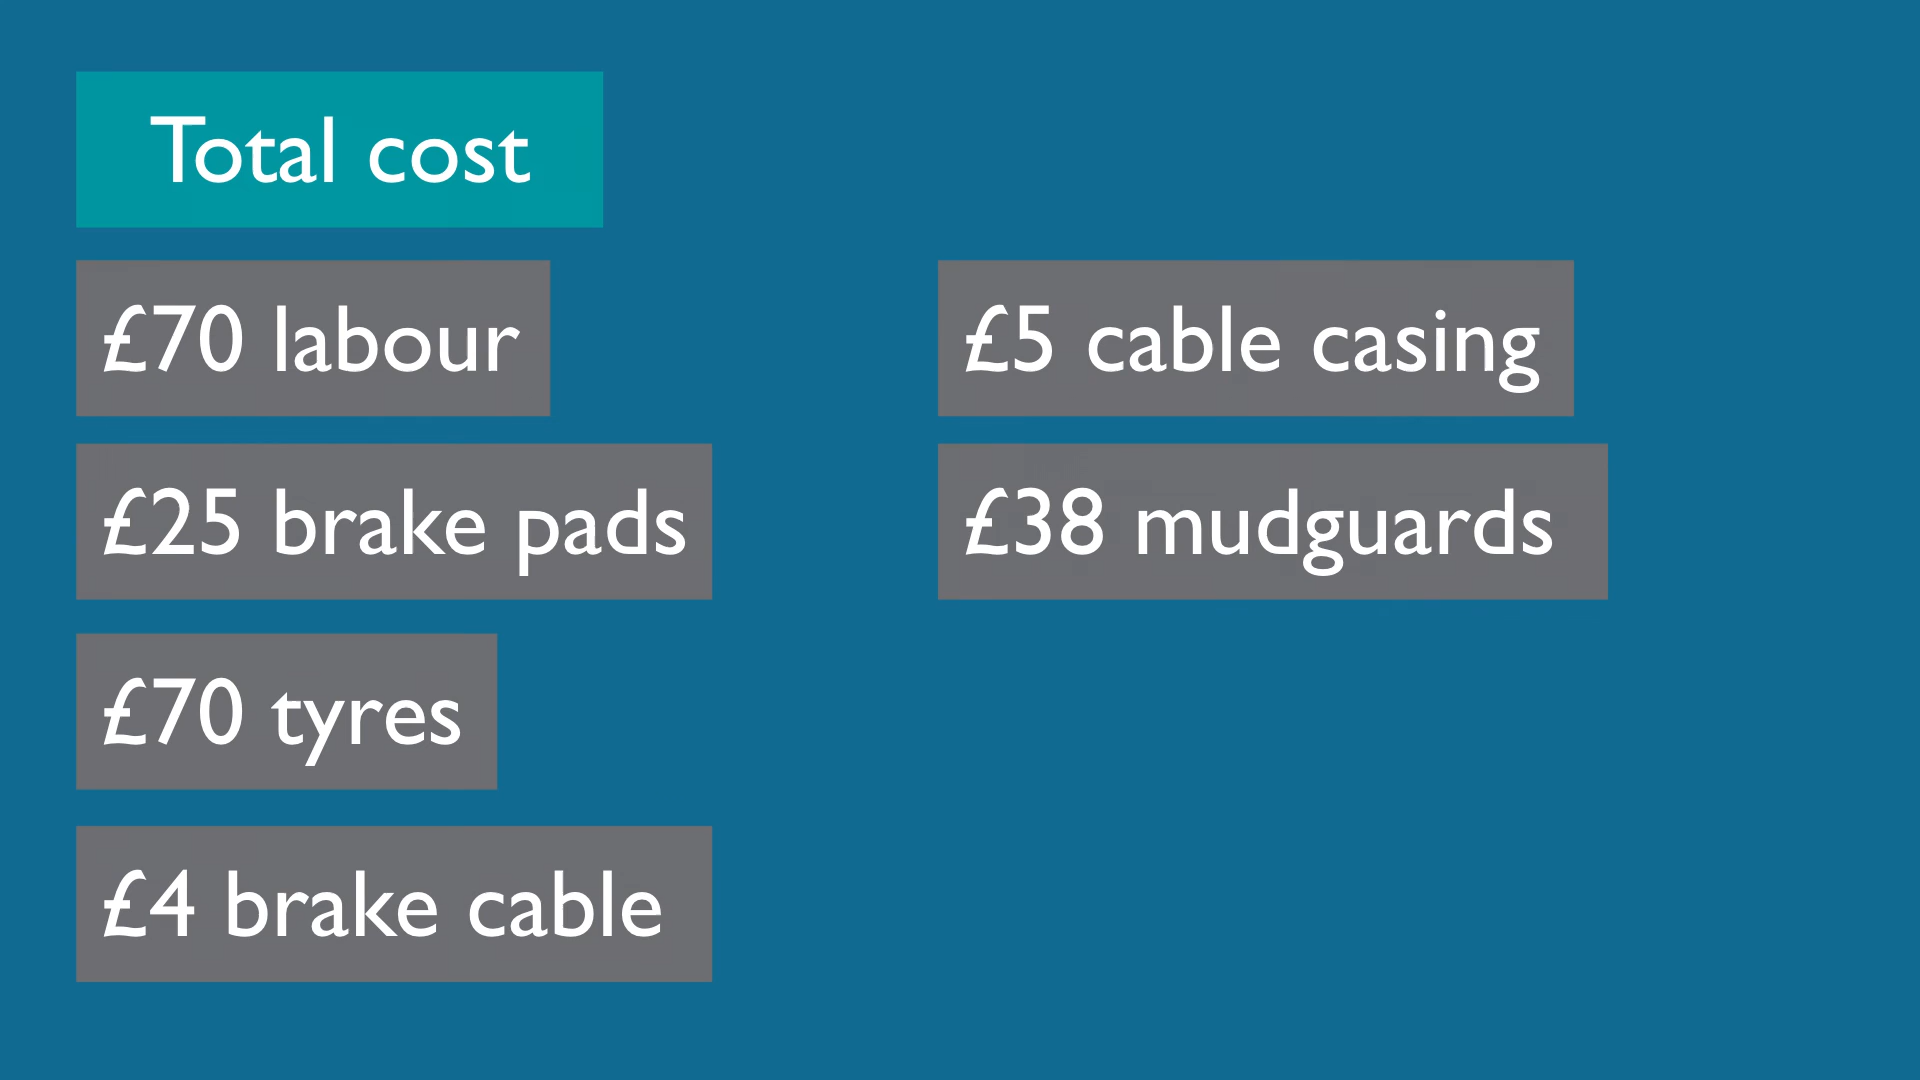 Total cost
£70 labour
£25 brake pads
£70 tyres
£4 brake cable
£5 cable casing
£38 mudguards